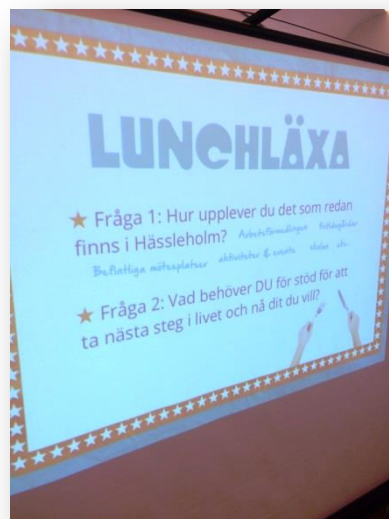 LUNCHLÄXA
Fråga 1: Hur upplever du det som redan
finns i Hässleholm? Arbetsförmedlingen fritidsgårdar
Befintliga mötesplatser aktiviteter & events skolan etc.
Fråga 2: Vad behöver DU för stöd för att
ta nästa steg i livet och nå dit du vill?